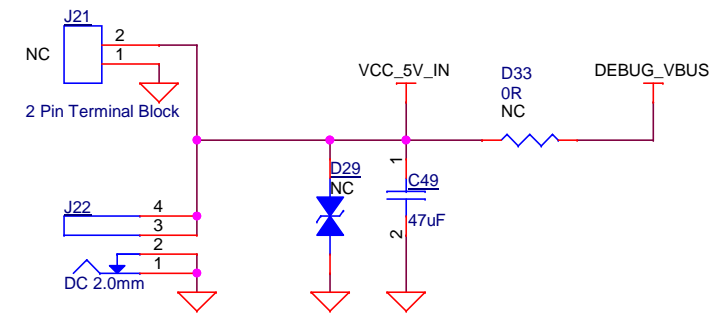 J21
2
NC
1
2 Pin Terminal Block
VCC_5V_IN
D33
0R
NC
DEBUG_VBUS
D29
NC
1
C49
47uF
2
J22
4
3
2
1
DC 2.0mm